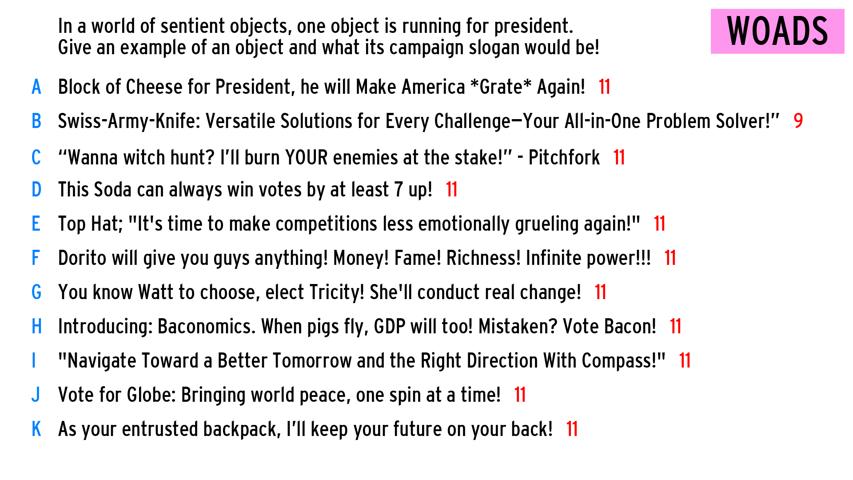 In a world of sentient objects, one object is running for president.
Give an example of an object and what its campaign slogan would be!
WOADS
A Block of Cheese for President, he will Make America *Grate* Again! 11
B Swiss-Army-Knife: Versatile Solutions for Every Challenge—Your All-in-One Problem Solver!” 9
C “Wanna witch hunt? I’ll burn YOUR enemies at the stake!” - Pitchfork 11
D This Soda can always win votes by at least 7 up! 11
E Top Hat; "It's time to make competitions less emotionally grueling again!" 11
F Dorito will give you guys anything! Money! Fame! Richness! Infinite power!!! 11
G You know Watt to choose, elect Tricity! She'll conduct real change! 11
H Introducing: Baconomics. When pigs fly, GDP will too! Mistaken? Vote Bacon! 11
I "Navigate Toward a Better Tomorrow and the Right Direction With Compass!" 11
J Vote for Globe: Bringing world peace, one spin at a time! 11
K As your entrusted backpack, I’ll keep your future on your back! 11